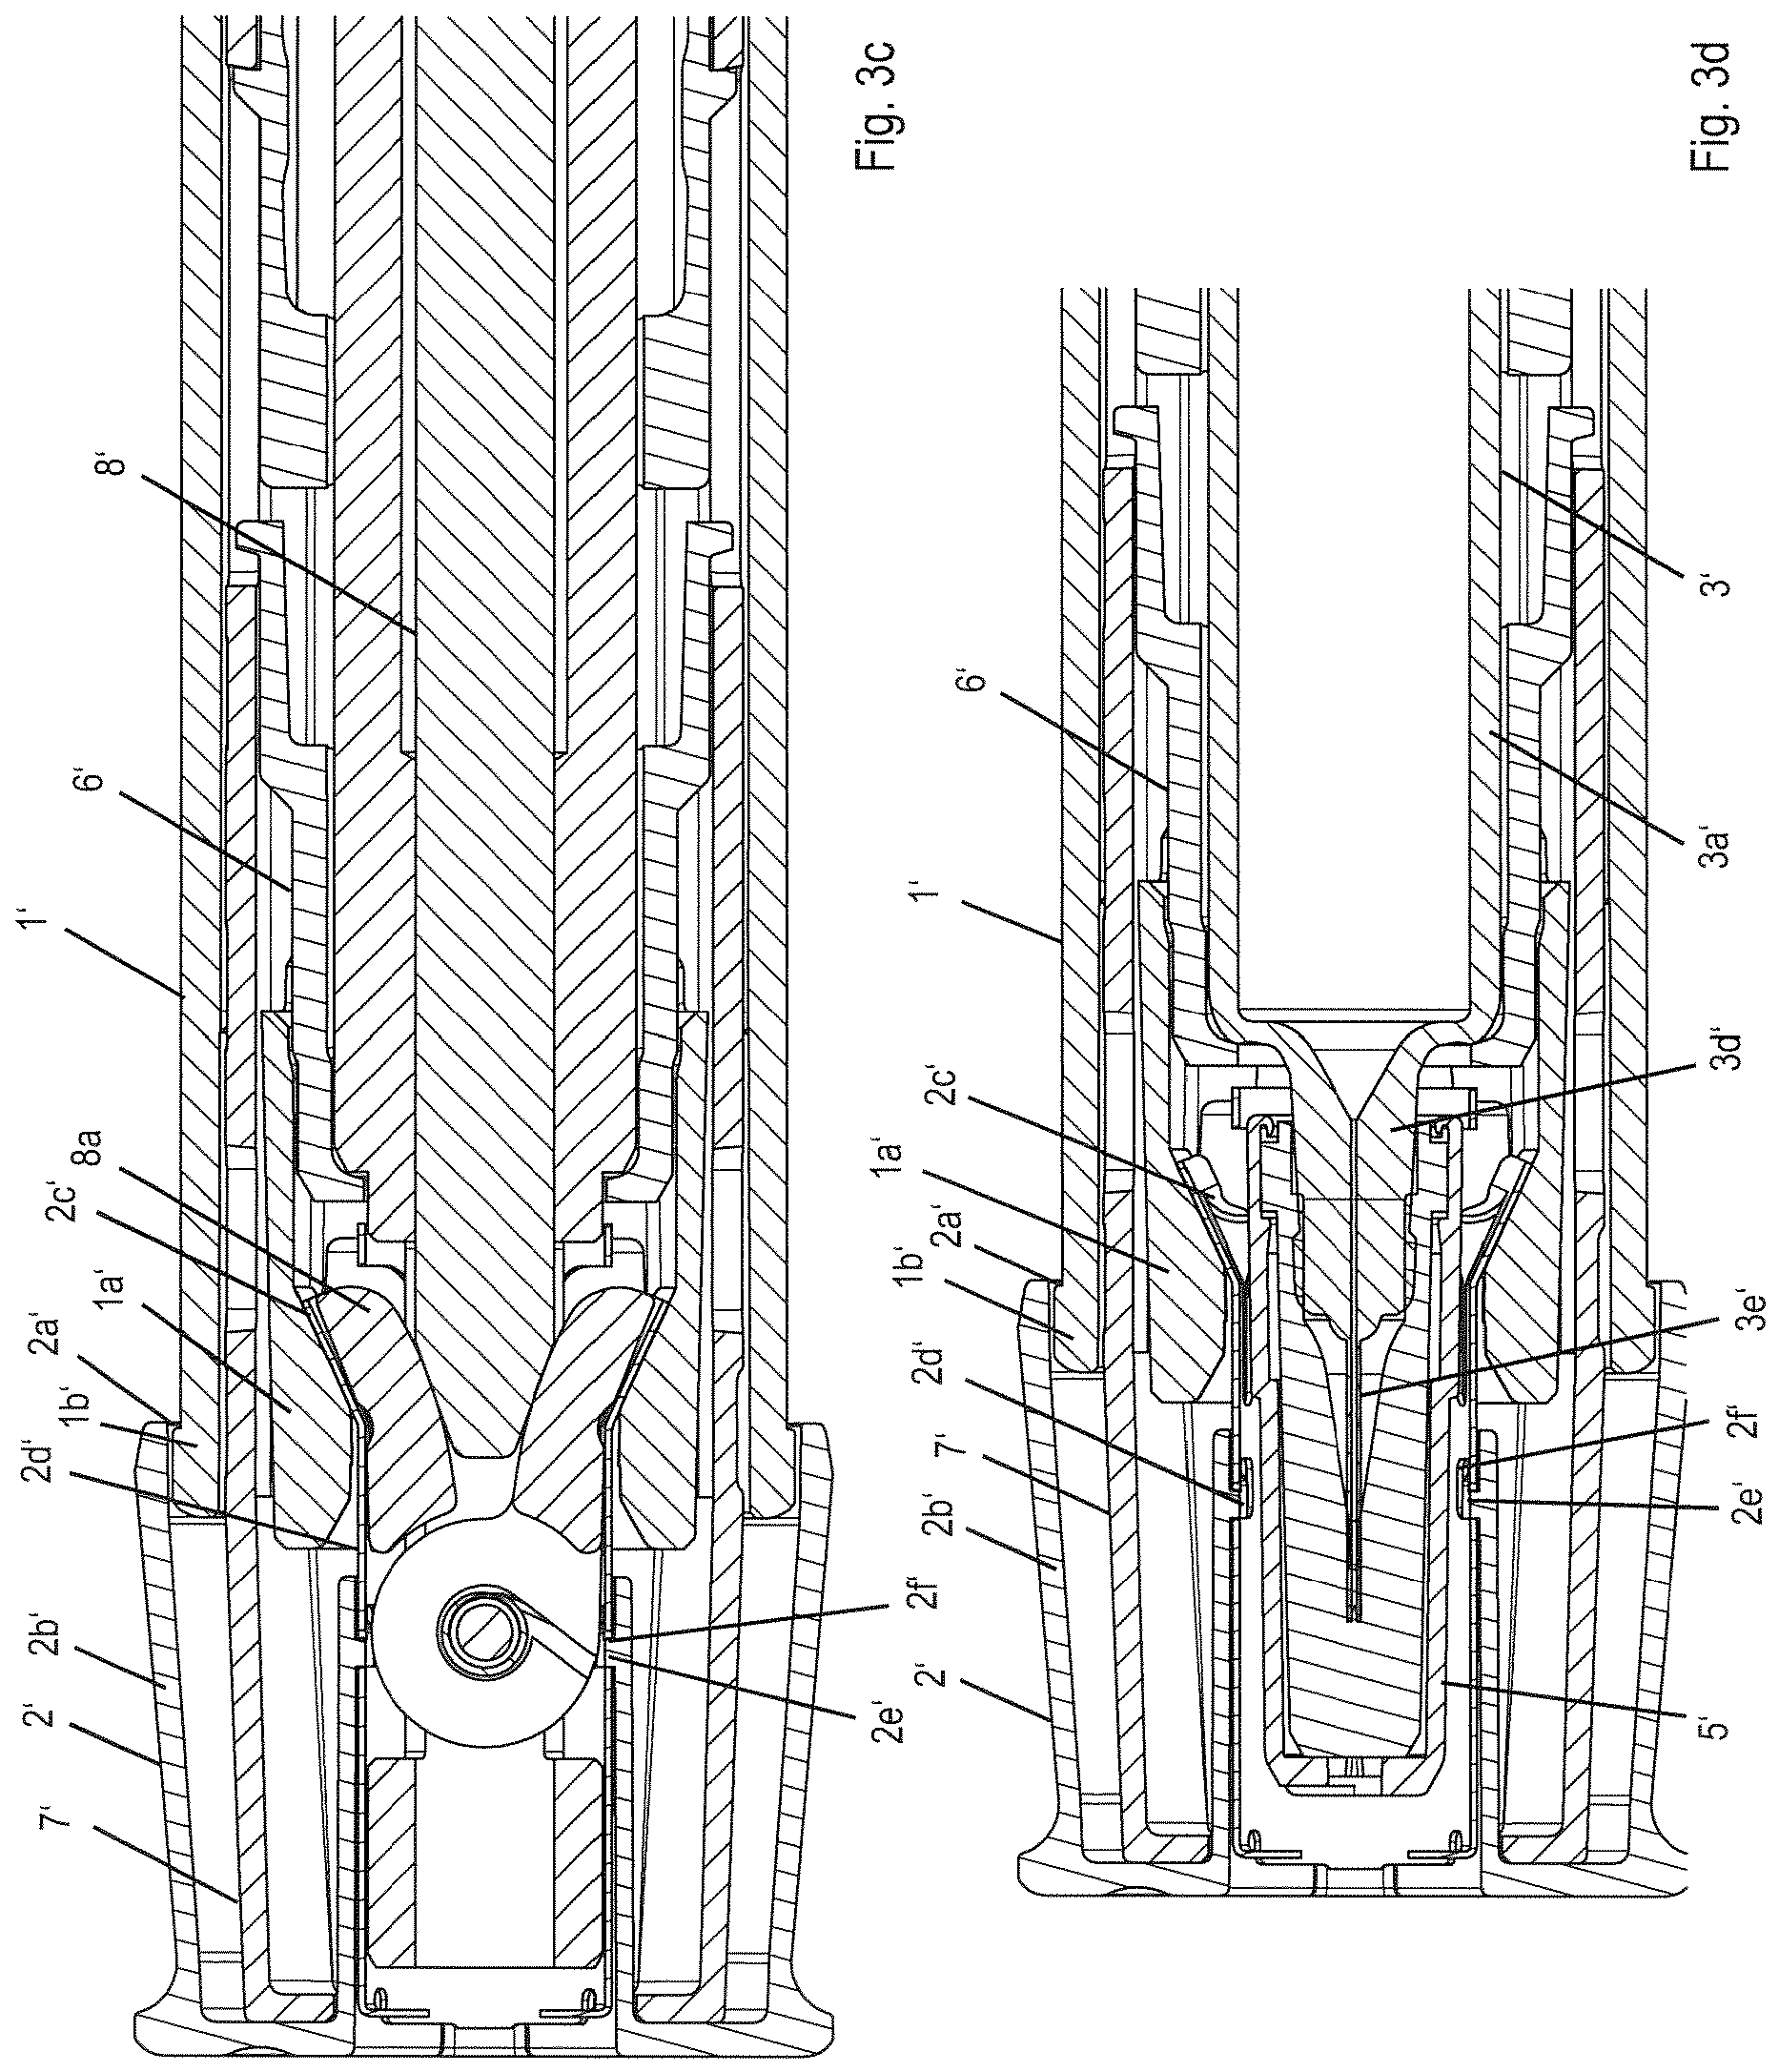 Fig. 3c
7‘
2‘
2b‘
2d‘
1b‘
2a‘
1a‘
2c‘
8a
1‘
6‘
8‘
2e‘
2f‘
Fig. 3d
2‘
2b‘
7‘
2d‘
1b‘
2a‘
1a‘
2c‘
1‘
6‘
5‘
2e‘
2f‘
3e‘
3d‘
3a‘
3‘